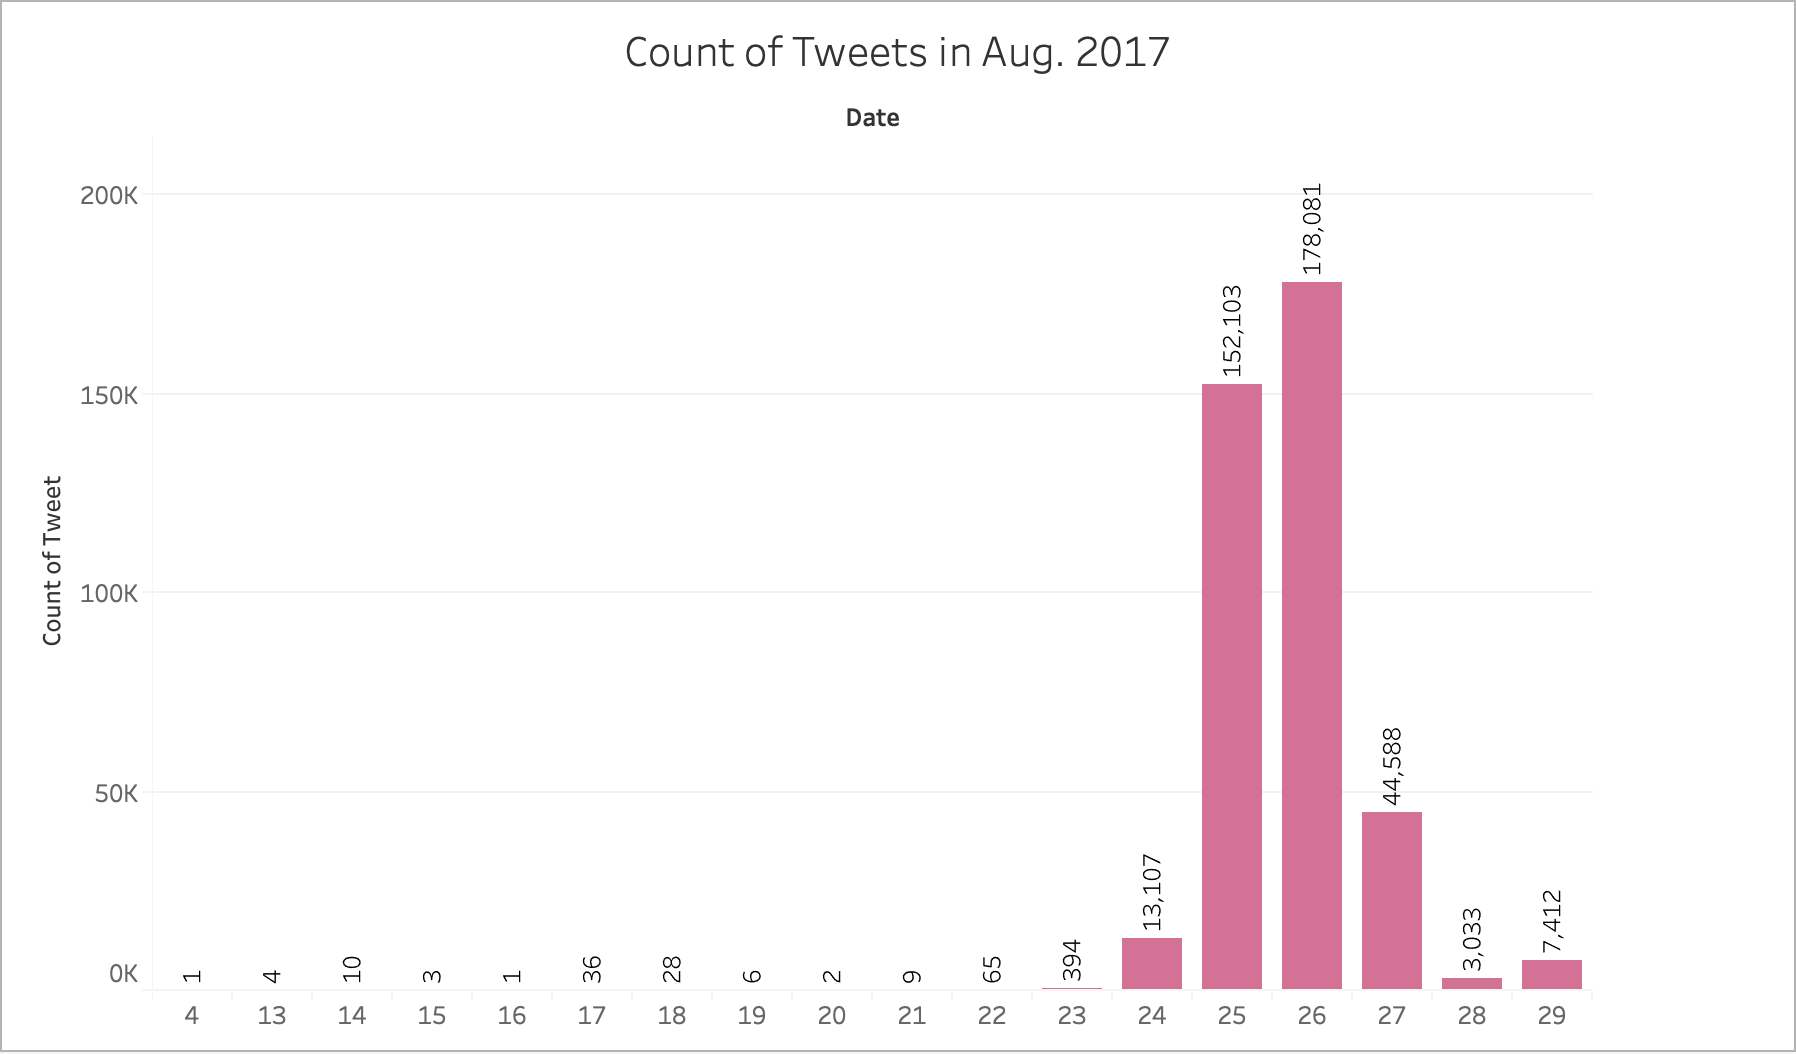 Count of Tweets in Aug. 2017
Date
Count of Tweet
200K
150K
100K
50K
0K
1
4
10
3
1
36
28
6
2
9
65
394
13,107
152,103
178,081
44,588
3,033
7,412
4 13 14 15 16 17 18 19 20 21 22 23 24 25 26 27 28 29